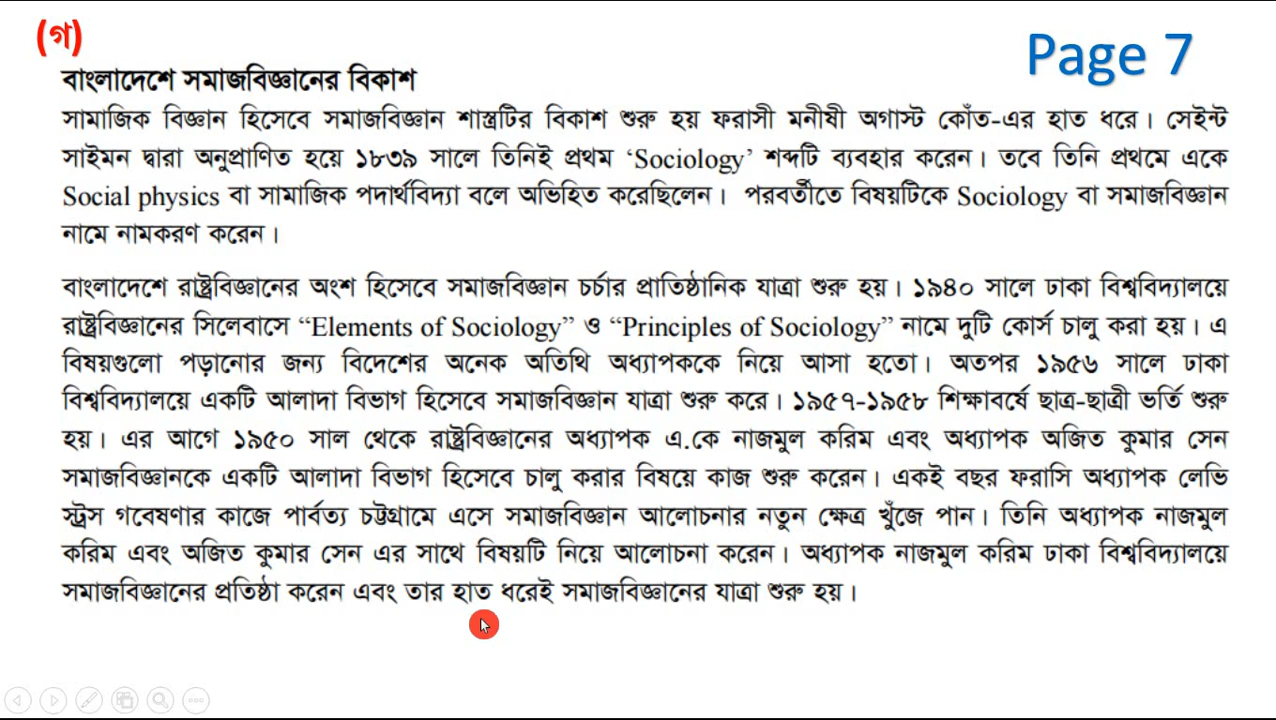 (গ)
Page 7
বাংলাদেশে সমাজবিজ্ঞানের বিকাশ
সামাজিক বিজ্ঞান হিসেবে সমাজবিজ্ঞান শাস্ত্রটির বিকাশ শুরু হয় ফরাসী মনীষী অগাস্ট কোঁত-এর হাত ধরে। সেইন্ট
সাইমন দ্বারা অনুপ্রাণিত হয়ে ১৮৩৯ সালে তিনিই প্রথম ‘Sociology’ শব্দটি ব্যবহার করেন। তবে তিনি প্রথমে একে
Social physics বা সামাজিক পদার্থবিদ্যা বলে অভিহিত করেছিলেন। পরবর্তীতে বিষয়টিকে Sociology বা সমাজবিজ্ঞান
নামে নামকরণ করেন।
বাংলাদেশে রাষ্ট্রবিজ্ঞানের অংশ হিসেবে সমাজবিজ্ঞান চর্চার প্রাতিষ্ঠানিক যাত্রা শুরু হয়। ১৯৪০ সালে ঢাকা বিশ্ববিদ্যালয়ে
রাষ্ট্রবিজ্ঞানের সিলেবাসে “Elements of Sociology” ও “Principles of Sociology” নামে দুটি কোর্স চালু করা হয়। এ
বিষয়গুলো পড়ানোর জন্য বিদেশের অনেক অতিথি অধ্যাপককে নিয়ে আসা হতো। অতপর ১৯৫৬ সালে ঢাকা
বিশ্ববিদ্যালয়ে একটি আলাদা বিভাগ হিসেবে সমাজবিজ্ঞান যাত্রা শুরু করে। ১৯৫৭-১৯৫৮ শিক্ষাবর্ষে ছাত্র-ছাত্রী ভর্তি শুরু
হয়। এর আগে ১৯৫০ সাল থেকে রাষ্ট্রবিজ্ঞানের অধ্যাপক এ.কে নাজমুল করিম এবং অধ্যাপক অজিত কুমার সেন
সমাজবিজ্ঞানকে একটি আলাদা বিভাগ হিসেবে চালু করার বিষয়ে কাজ শুরু করেন। একই বছর ফরাসি অধ্যাপক লেভি
স্ট্রস গবেষণার কাজে পার্বত্য চট্টগ্রামে এসে সমাজবিজ্ঞান আলোচনার নতুন ক্ষেত্র খুঁজে পান। তিনি অধ্যাপক নাজমুল
করিম এবং অজিত কুমার সেন এর সাথে বিষয়টি নিয়ে আলোচনা করেন। অধ্যাপক নাজমুল করিম ঢাকা বিশ্ববিদ্যালয়ে
সমাজবিজ্ঞানের প্রতিষ্ঠা করেন এবং তার হাত ধরেই সমাজবিজ্ঞানের যাত্রা শুরু হয়।